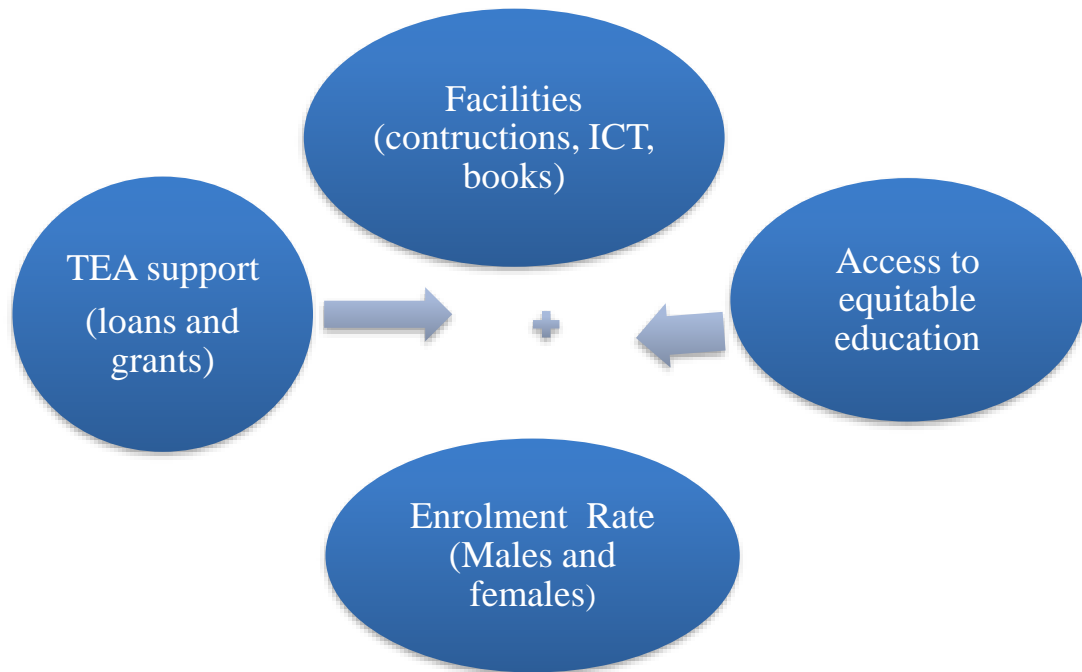 Facilities
(contructions, ICT,
books)
TEA support
(loans and
grants)
Access to
equitable
education
Enrolment Rate
(Males and
females)